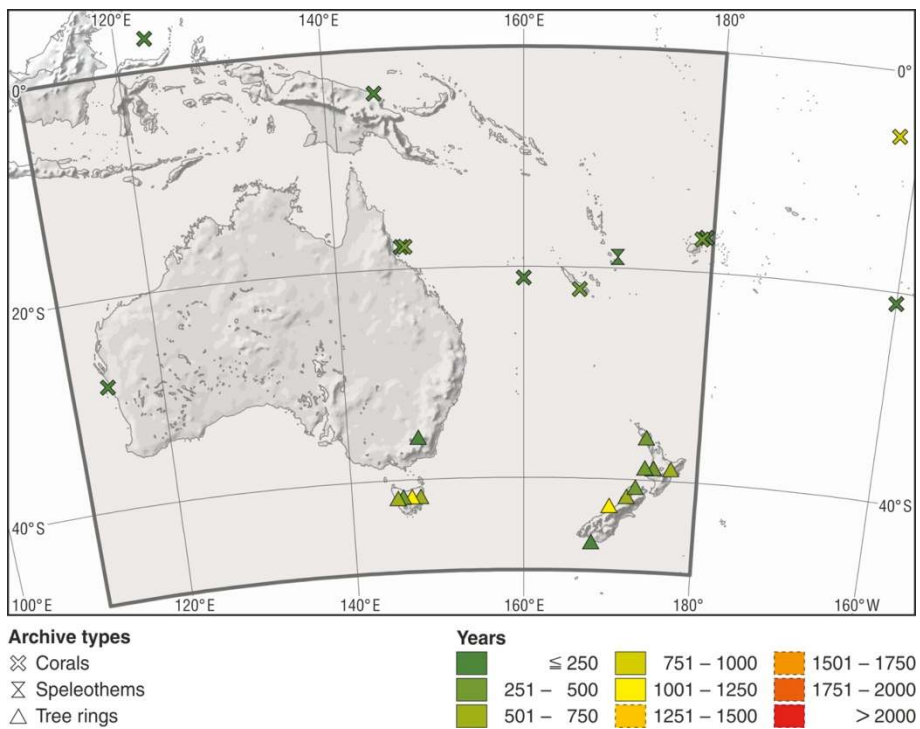 120°E 140°E 160°E 180°
0° 0°
20°S 20°S
40°S 40°S
100°E 120°E 140°E 160°E 180° 160°W
Archive types
Corals
Speleothems
Tree rings
Years
≦ 250 751 – 1000 1501 – 1750
251 – 500 1001 – 1250 1751 – 2000
501 – 750 1251 – 1500 > 2000